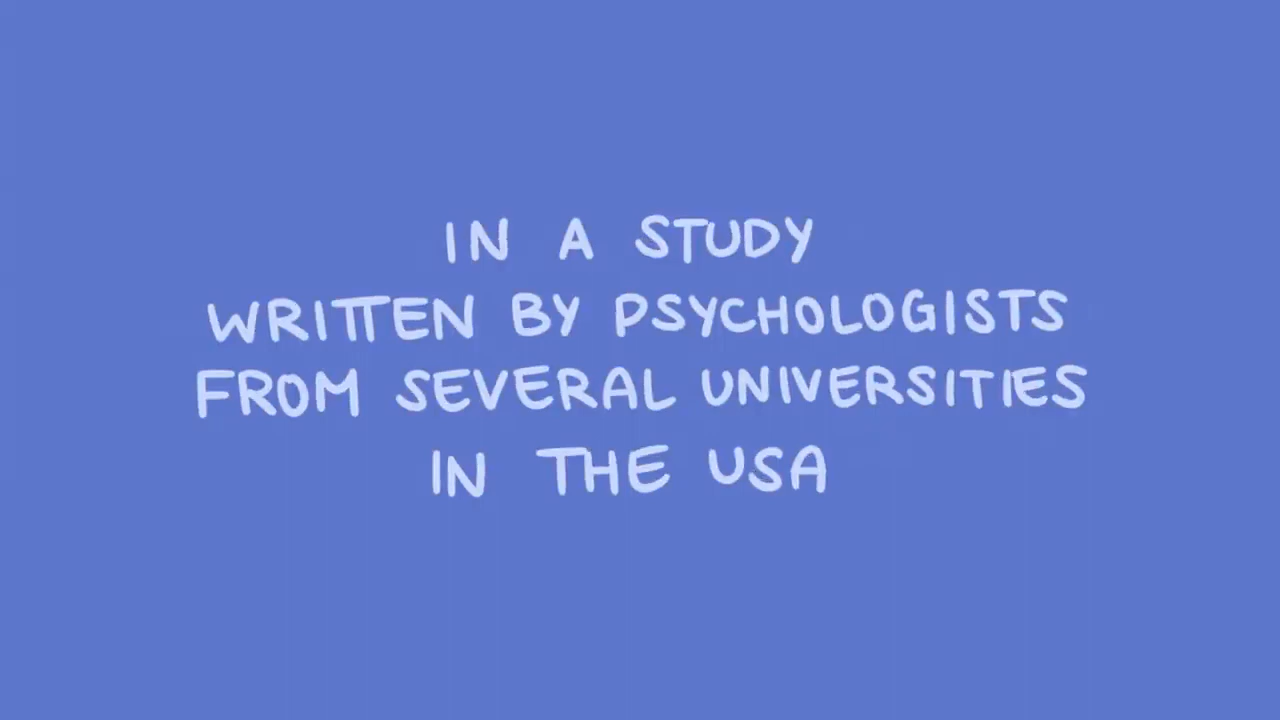 IN A STUDY
WRITTEN BY PSYCHOLOGISTS
FROM SEVERAL UNIVERSITIES
IN THE USA